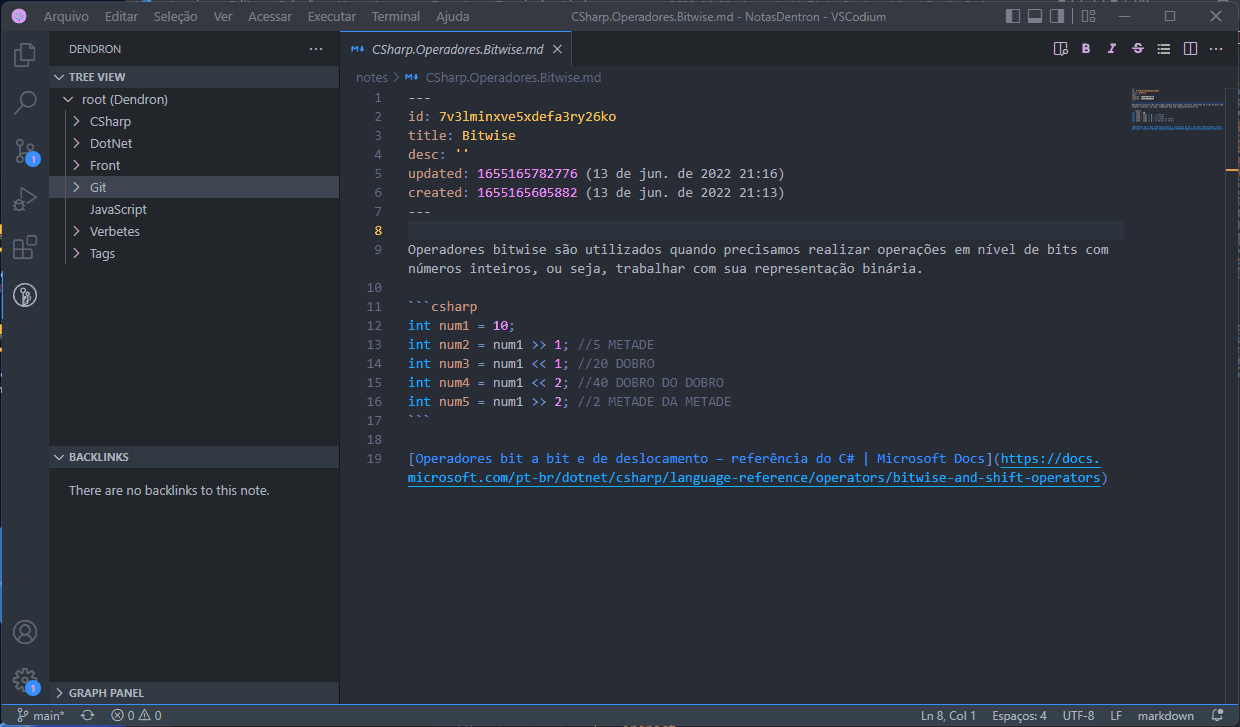 Arquivo Editar Seleção Ver Acessar Executar Terminal Ajuda CSharp.Operadores.Bitwise.md - NotasDentron - VSCodium
DENDRON
CSharp.Operadores.Bitwise.md
B I S
TREE VIEW
root (Dendron)
CSharp
DotNet
Front
Git
JavaScript
Verbetes
Tags
1
BACKLINKS
There are no backlinks to this note.
GRAPH PANEL
1
notes > CSharp.Operadores.Bitwise.md
1 ---
2 id: 7v3lminxve5xdefa3ry26ko
3 title: Bitwise
4 desc: ''
5 updated: 1655165782776 (13 de jun. de 2022 21:16)
6 created: 1655165605882 (13 de jun. de 2022 21:13)
7 ---
8
9 Operadores bitwise são utilizados quando precisamos realizar operações em nível de bits com
números inteiros, ou seja, trabalhar com sua representação binária.
10
11 ```csharp
12 int num1 = 10;
13 int num2 = num1 >> 1; //5 METADE
14 int num3 = num1 << 1; //20 DOBRO
15 int num4 = num1 << 2; //40 DOBRO DO DOBRO
16 int num5 = num1 >> 2; //2 METADE DA METADE
17 ```
18
19 [Operadores bit a bit e de deslocamento – referência do C# | Microsoft Docs](https://docs.
microsoft.com/pt-br/dotnet/csharp/language-reference/operators/bitwise-and-shift-operators)
main* 0 0 Ln 8, Col 1 Espaços: 4 UTF-8 LF markdown